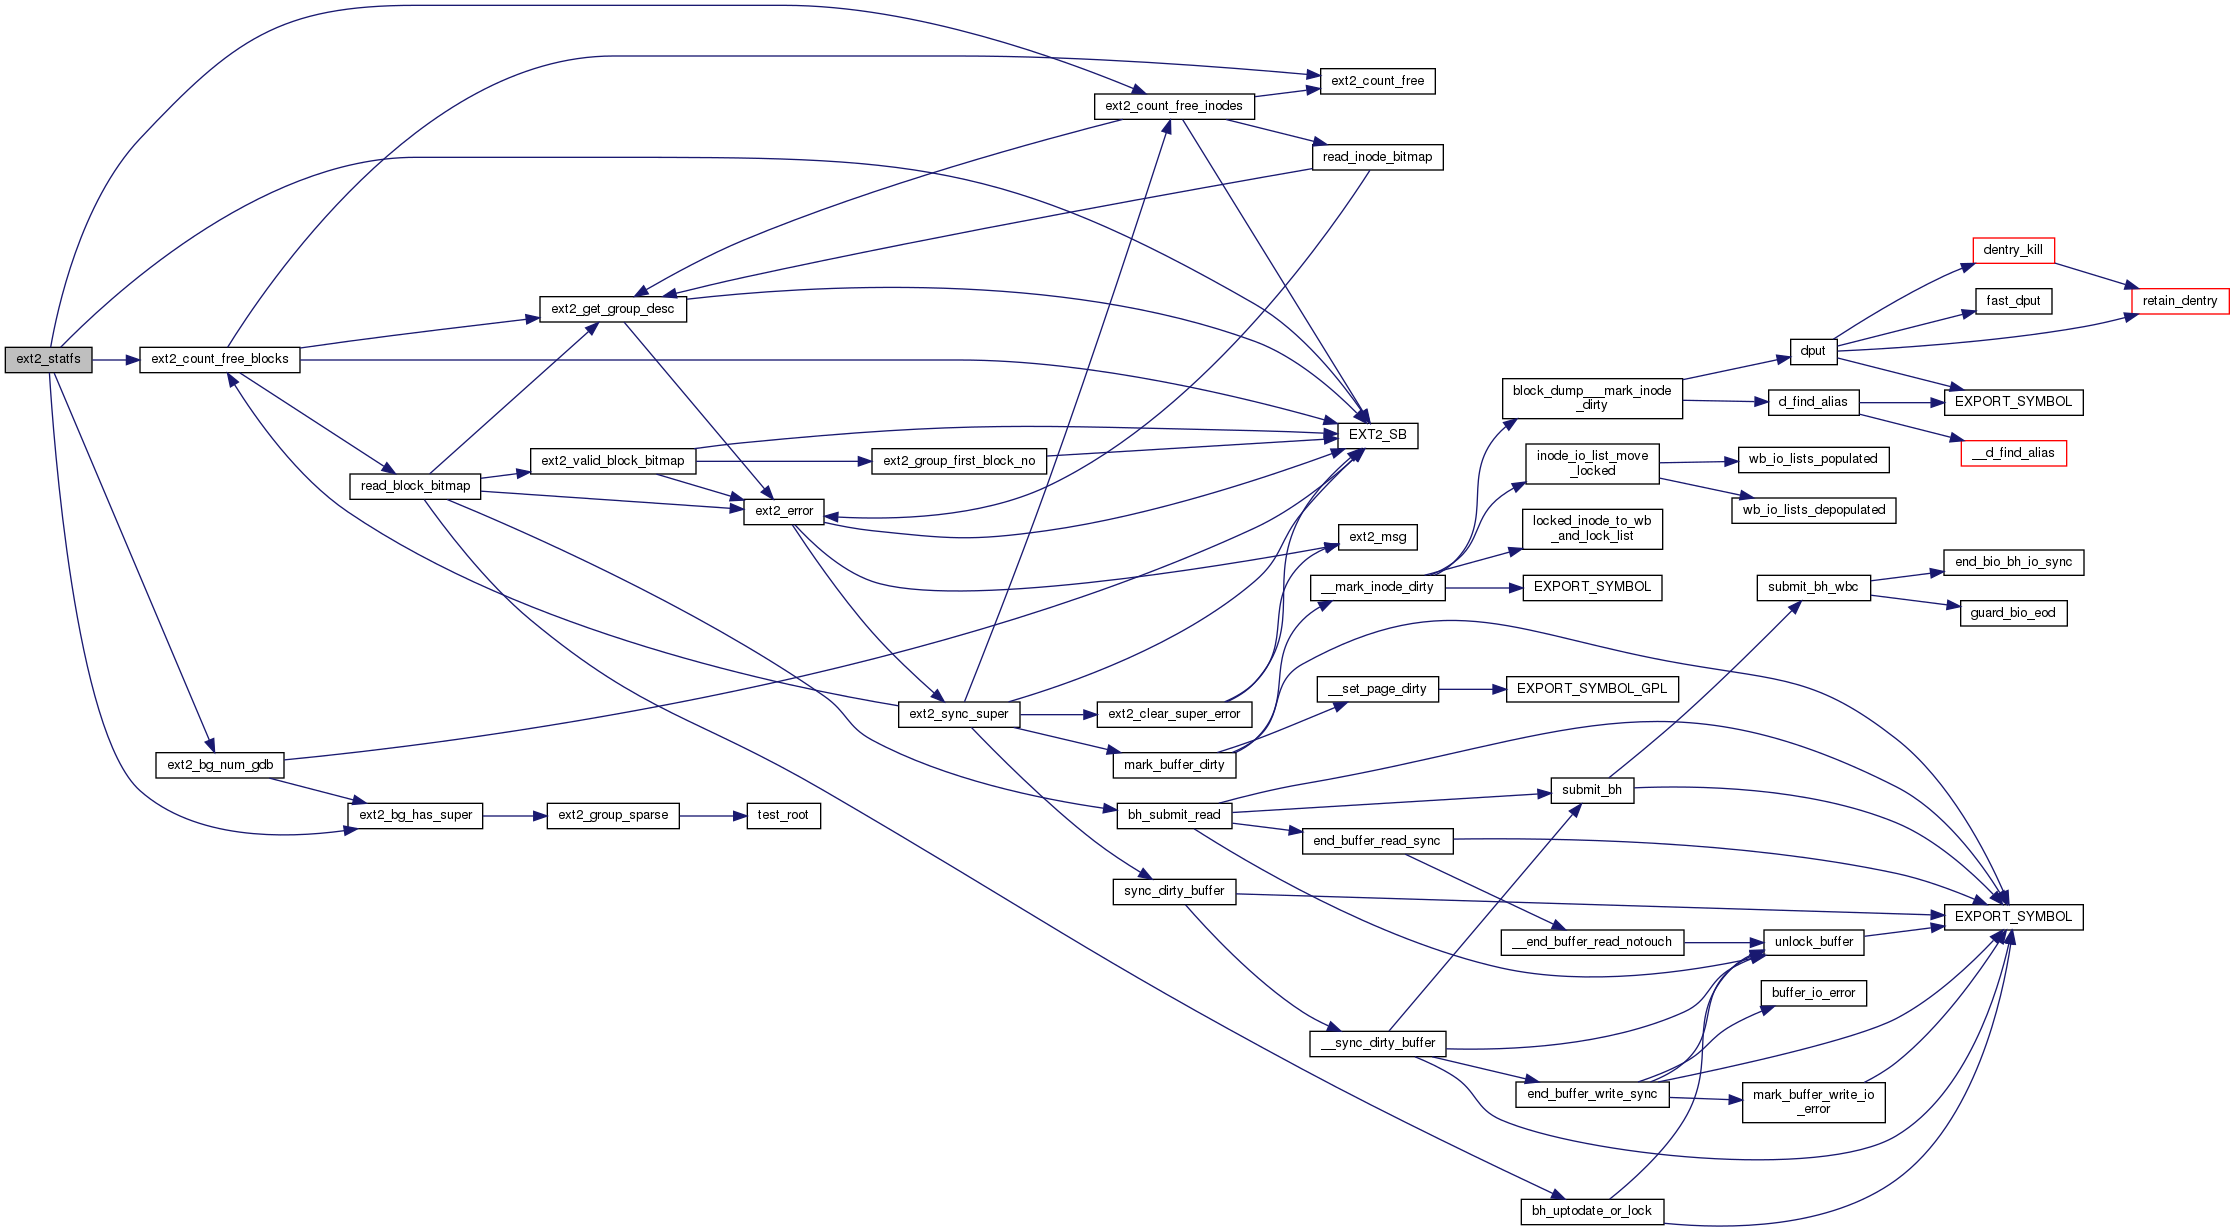 ext2_statfs
ext2_count_free_blocks
ext2_bg_num_gdb
read_block_bitmap
ext2_bg_has_super
ext2_get_group_desc
ext2_valid_block_bitmap
ext2_group_sparse
ext2_error
test_root
ext2_group_first_block_no
ext2_sync_super
ext2_count_free_inodes
ext2_clear_super_error
mark_buffer_dirty
bh_submit_read
sync_dirty_buffer
ext2_count_free
read_inode_bitmap
EXT2_SB
ext2_msg
__mark_inode_dirty
__set_page_dirty
end_buffer_read_sync
__sync_dirty_buffer
block_dump___mark_inode
_dirty
inode_io_list_move
_locked
locked_inode_to_wb
_and_lock_list
EXPORT_SYMBOL
EXPORT_SYMBOL_GPL
submit_bh
__end_buffer_read_notouch
end_buffer_write_sync
bh_uptodate_or_lock
dput
d_find_alias
wb_io_lists_populated
wb_io_lists_depopulated
submit_bh_wbc
unlock_buffer
buffer_io_error
mark_buffer_write_io
_error
dentry_kill
fast_dput
EXPORT_SYMBOL
__d_find_alias
end_bio_bh_io_sync
guard_bio_eod
EXPORT_SYMBOL
retain_dentry